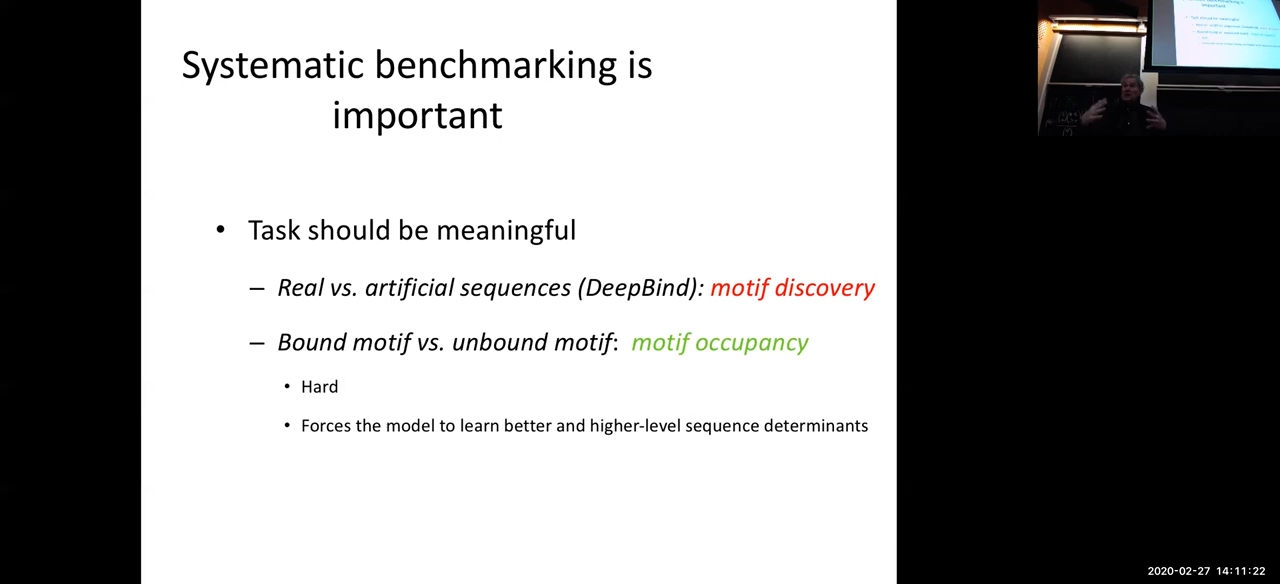 Systematic benchmarking is
important
• Task should be meaningful
– Real vs. artificial sequences (DeepBind): motif discovery
– Bound motif vs. unbound motif: motif occupancy
• Hard
• Forces the model to learn better and higher-level sequence determinants
2020-02-27 14:11:22